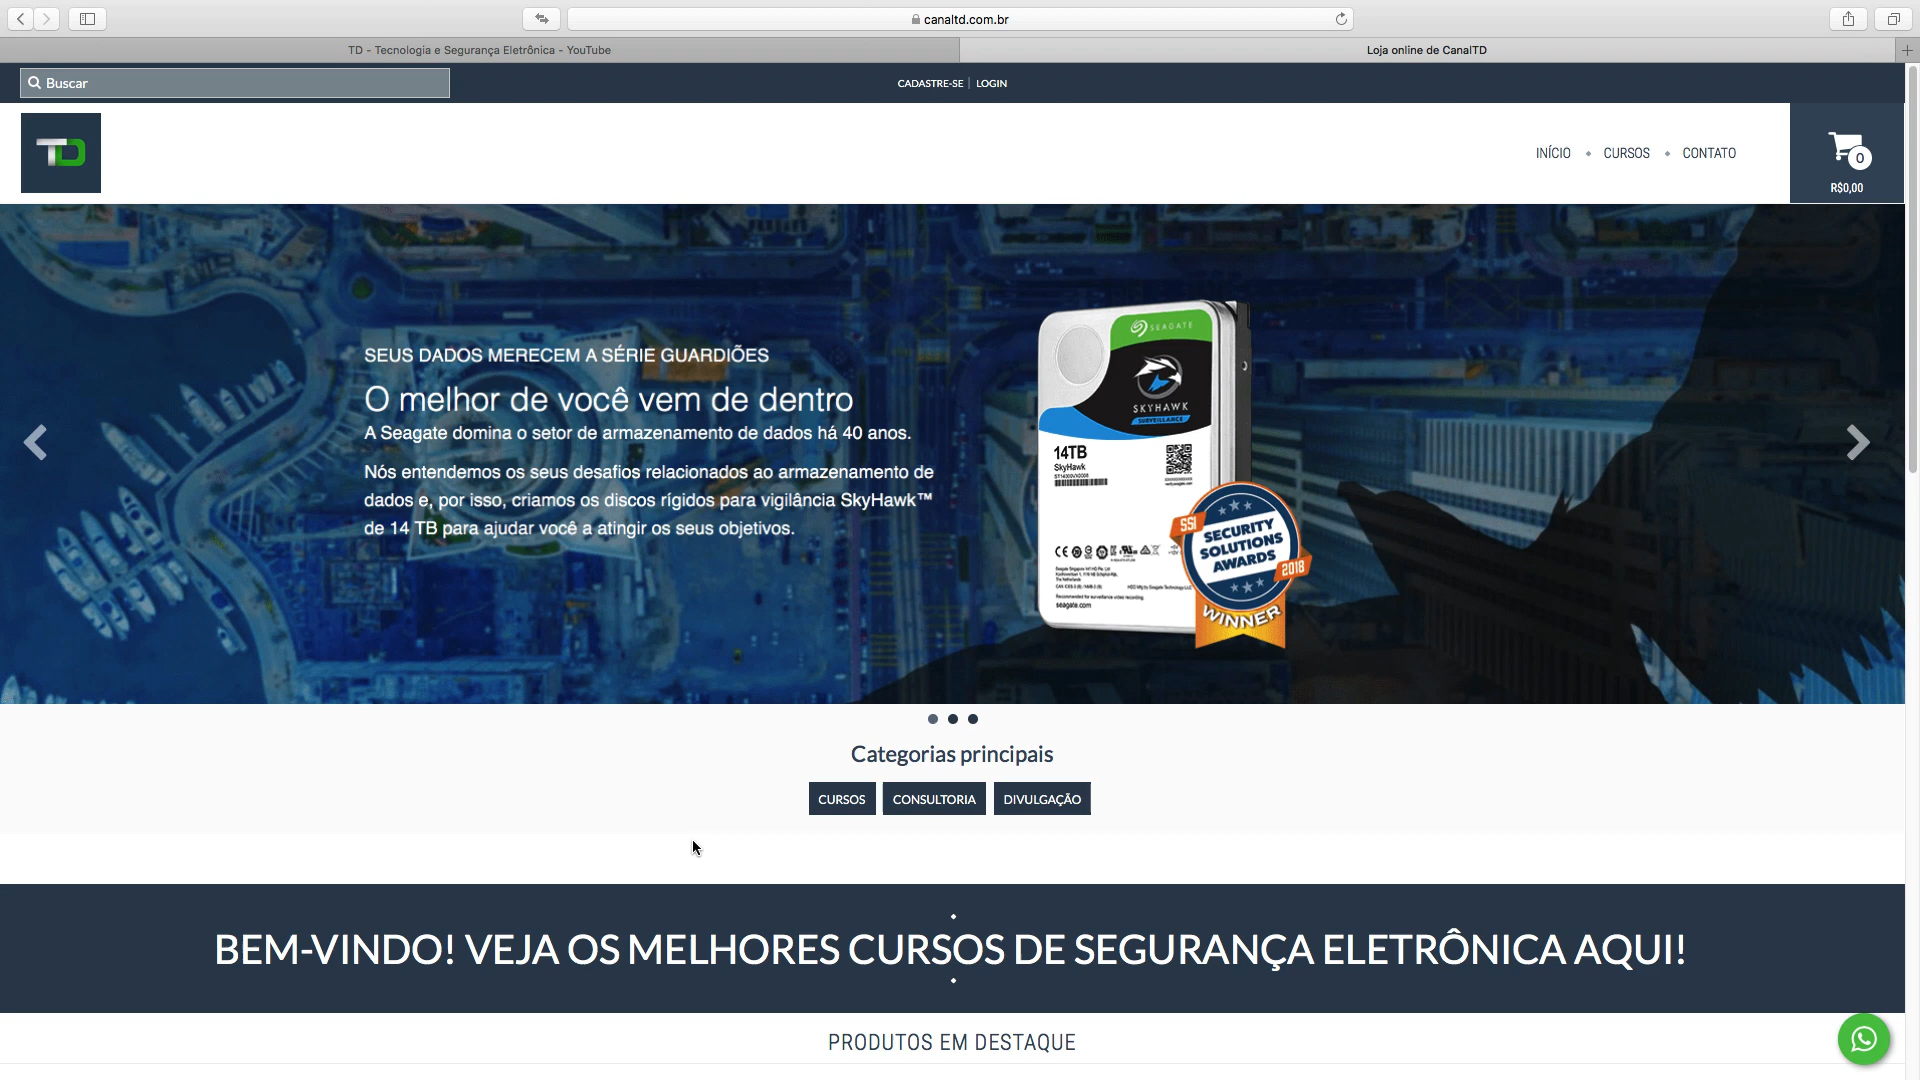 canaltd.com.br
TD - Tecnologia e Segurança Eletrônica - YouTube
Loja online de CanalTD
Buscar
CADASTRE-SE
LOGIN
TD
INÍCIO
CURSOS
CONTATO
0
R$0,00
SEUS DADOS MERECEM A SÉRIE GUARDIÕES
O melhor de você vem de dentro
A Seagate domina o setor de armazenamento de dados há 40 anos.
Nós entendemos os seus desafios relacionados ao armazenamento de
dados e, por isso, criamos os discos rígidos para vigilância SkyHawk™
de 14 TB para ajudar você a atingir os seus objetivos.
SEAGATE
SKYHAWK
SURVEILLANCE
14TB
SkyHawk
seagate.com
SSI
SECURITY
SOLUTIONS
AWARDS
2018
WINNER
Categorias principais
CURSOS
CONSULTORIA
DIVULGAÇÃO
BEM-VINDO! VEJA OS MELHORES CURSOS DE SEGURANÇA ELETRÔNICA AQUI!
PRODUTOS EM DESTAQUE